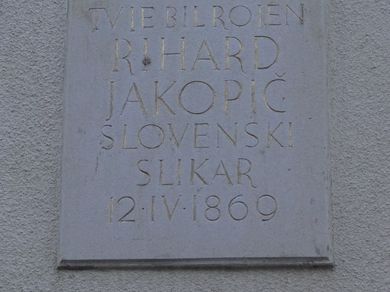 TV JE BIL ROJEN
RIHARD
JAKOPIČ
SLOVENSKI
SLIKAR
12·IV·1869